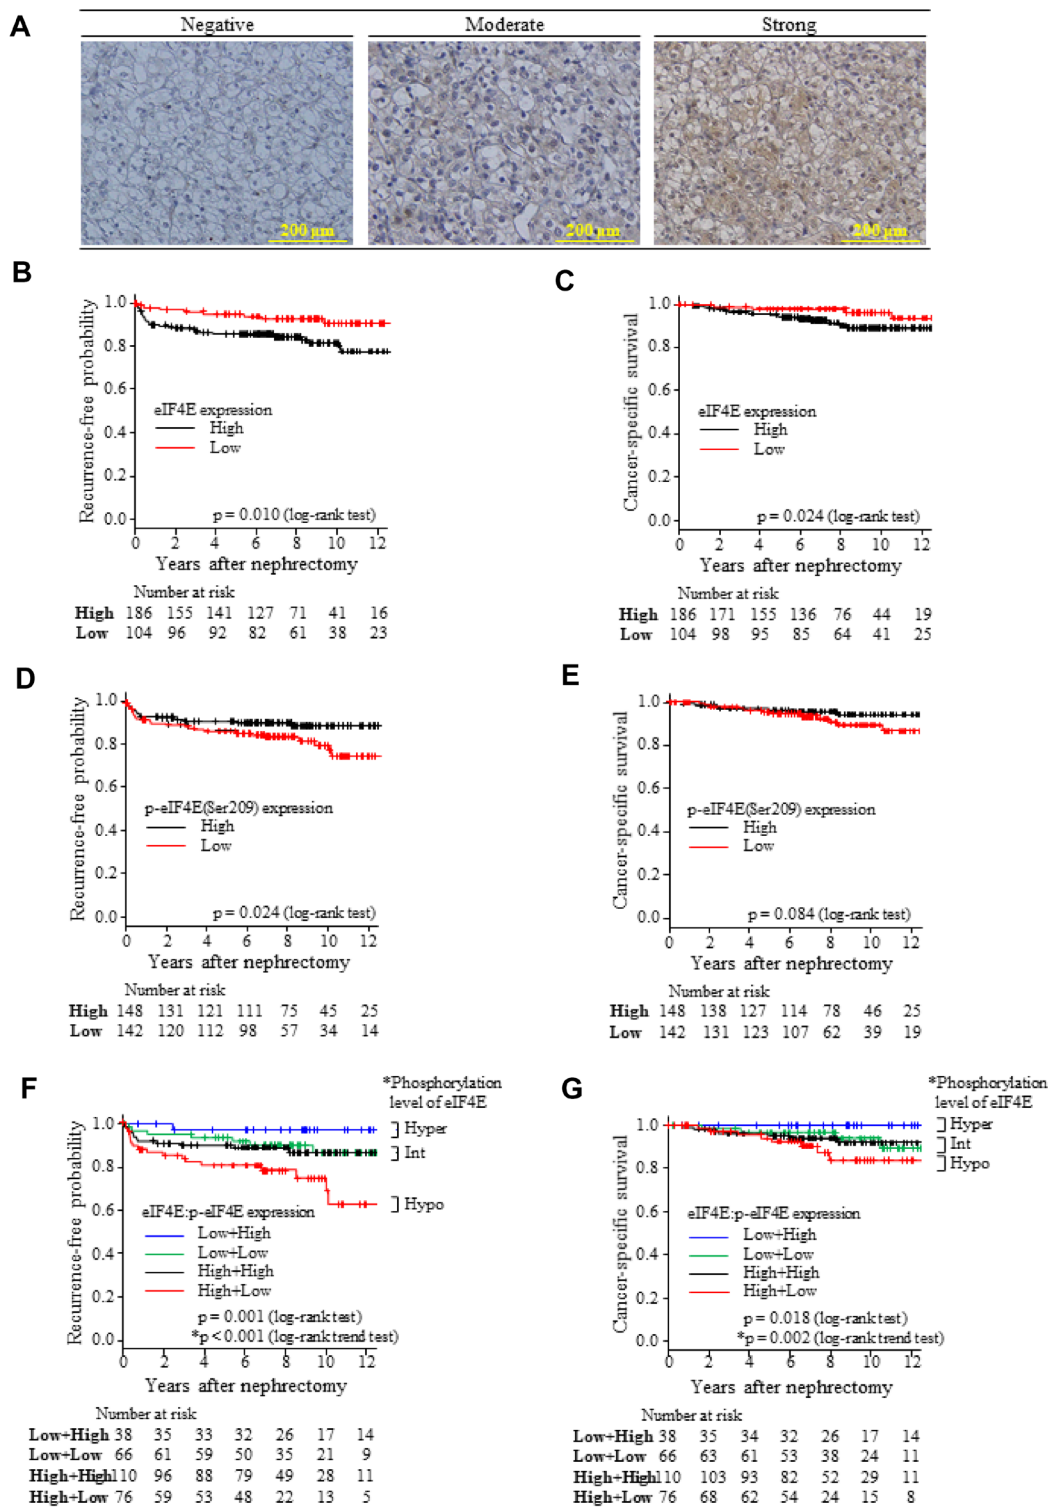 A
Negative Moderate Strong
200 µm 200 µm 200 µm
B
Recurrence-free probability
1.0
0.8
0.6
0.4
0.2
0.0
eIF4E expression
High
Low
p = 0.010 (log-rank test)
0 2 4 6 8 10 12
Years after nephrectomy
Number at risk
High 186 155 141 127 71 41 16
Low 104 96 92 82 61 38 23
C
Cancer-specific survival
1.0
0.8
0.6
0.4
0.2
0.0
eIF4E expression
High
Low
p = 0.024 (log-rank test)
0 2 4 6 8 10 12
Years after nephrectomy
Number at risk
High 186 171 155 136 76 44 19
Low 104 98 95 85 64 41 25
D
Recurrence-free probability
1.0
0.8
0.6
0.4
0.2
0.0
p-eIF4E(Ser209) expression
High
Low
p = 0.024 (log-rank test)
0 2 4 6 8 10 12
Years after nephrectomy
Number at risk
High 148 131 121 111 75 45 25
Low 142 120 112 98 57 34 14
E
Cancer-specific survival
1.0
0.8
0.6
0.4
0.2
0.0
p-eIF4E(Ser209) expression
High
Low
p = 0.084 (log-rank test)
0 2 4 6 8 10 12
Years after nephrectomy
Number at risk
High 148 138 127 114 78 46 25
Low 142 131 123 107 62 39 19
F
*Phosphorylation
level of eIF4E
Hyper
Int
Hypo
Recurrence-free probability
1.0
0.8
0.6
0.4
0.2
0.0
eIF4E:p-eIF4E expression
Low+High
Low+Low
High+High
High+Low
p = 0.001 (log-rank test)
*p < 0.001 (log-rank trend test)
0 2 4 6 8 10 12
Years after nephrectomy
Number at risk
Low+High 38 35 33 32 26 17 14
Low+Low 66 61 59 50 35 21 9
High+High 110 96 88 79 49 28 11
High+Low 76 59 53 48 22 13 5
G
*Phosphorylation
level of eIF4E
Hyper
Int
Hypo
Cancer-specific survival
1.0
0.8
0.6
0.4
0.2
0.0
eIF4E:p-eIF4E expression
Low+High
Low+Low
High+High
High+Low
p = 0.018 (log-rank test)
*p = 0.002 (log-rank trend test)
0 2 4 6 8 10 12
Years after nephrectomy
Number at risk
Low+High 38 35 34 32 26 17 14
Low+Low 66 63 61 53 38 24 11
High+High 110 103 93 82 52 29 11
High+Low 76 68 62 54 24 15 8